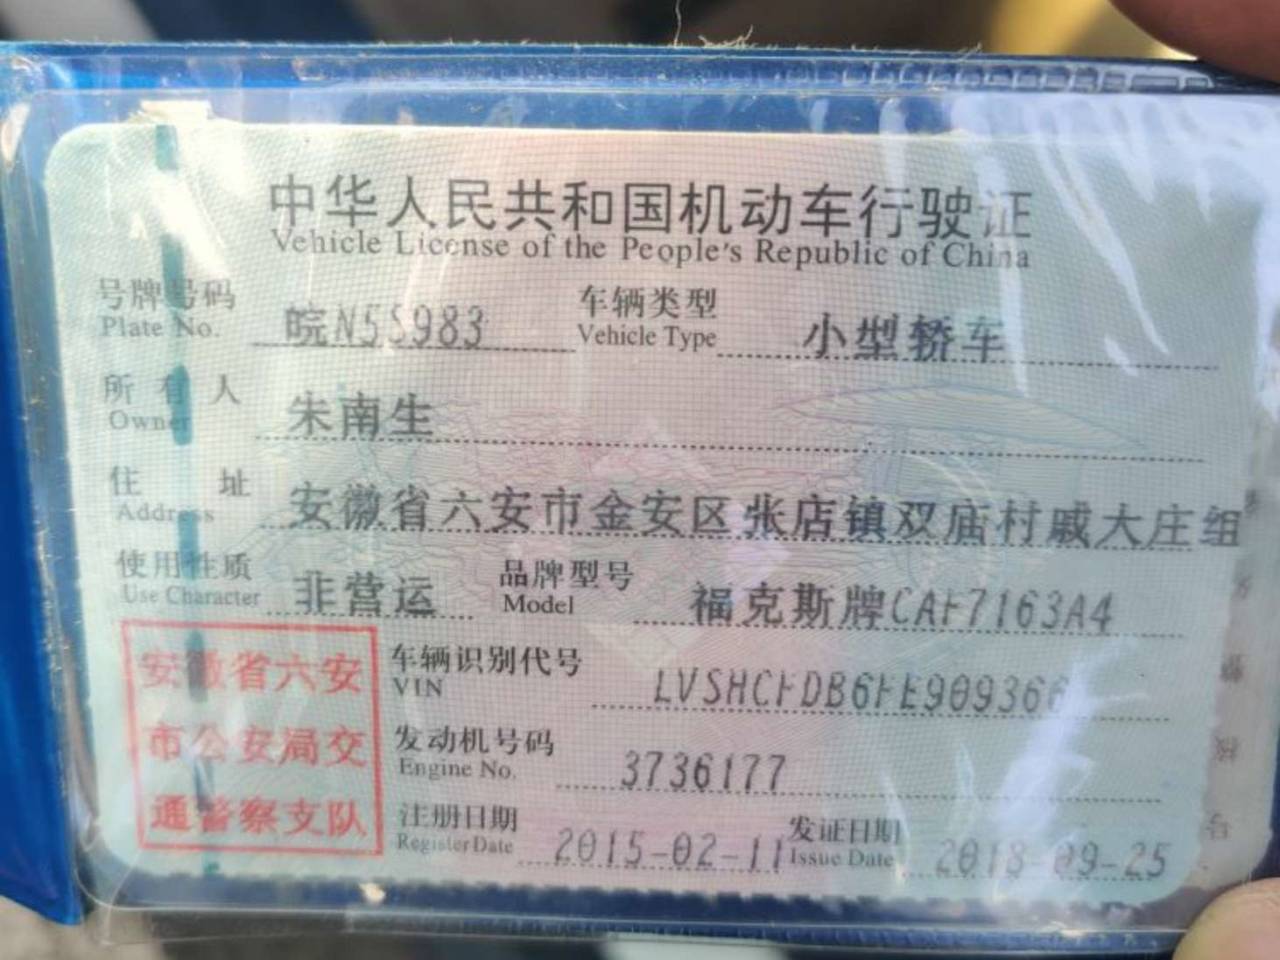 中华人民共和国机动车行驶证
Vehicle License of the People's Republic of China
号牌号码 皖N5S983 车辆类型 小型轿车
Plate No. Vehicle Type
所有人 朱南生
Owner
住址 安徽省六安市金安区张店镇双庙村戚大庄组
Address
使用性质 非营运 品牌型号 福克斯牌CAF7163A4
Use Character Model
安徽省六安
市公安局交
通警察支队
车辆识别代号 LVSHCFDB6FE909366
VIN
发动机号码 3736177
Engine No.
注册日期 2015-02-11 发证日期 2018-09-25
Register Date Issue Date